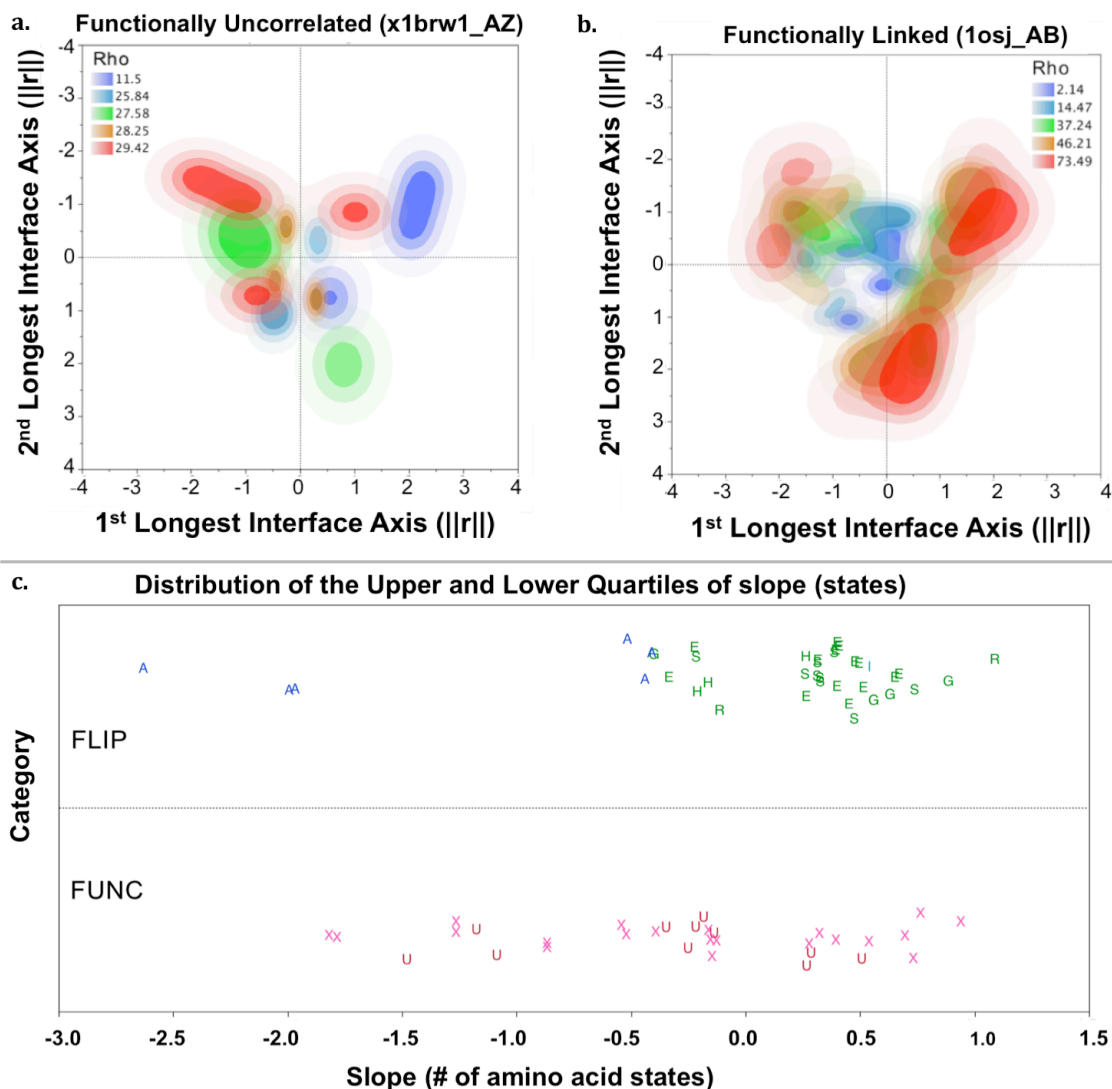 a.
Functionally Uncorrelated (x1brw1_AZ)
Rho
11.5
25.84
27.58
28.25
29.42
-4
-3
-2
-1
0
1
2
3
4
2nd Longest Interface Axis (||r||)
-4 -3 -2 -1 0 1 2 3 4
1st Longest Interface Axis (||r||)
b.
Functionally Linked (1osj_AB)
Rho
2.14
14.47
37.24
46.21
73.49
-4
-3
-2
-1
0
1
2
3
4
2nd Longest Interface Axis (||r||)
-4 -3 -2 -1 0 1 2 3 4
1st Longest Interface Axis (||r||)
c.
Distribution of the Upper and Lower Quartiles of slope (states)
Category
FLIP
FUNC
-3.0 -2.5 -2.0 -1.5 -1.0 -0.5 0.0 0.5 1.0 1.5
Slope (# of amino acid states)